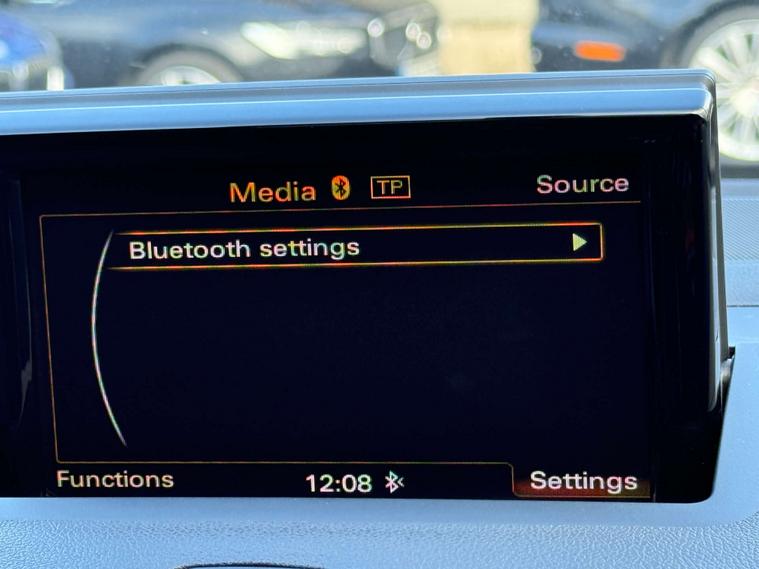 Media TP Source
Bluetooth settings
Functions 12:08 Settings